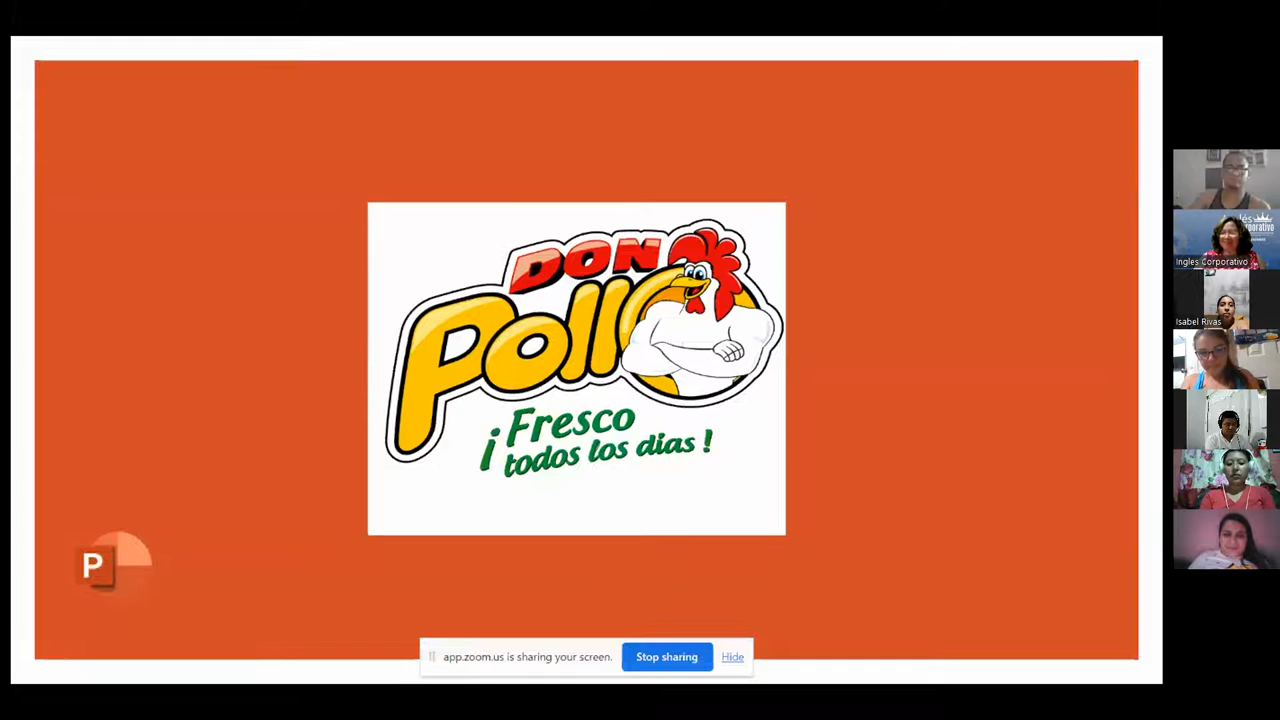 DON
Pollo
¡Fresco
todos los dias!
P
app.zoom.us is sharing your screen.
Stop sharing
Hide
Ingles Corporativo
Isabel Rivas